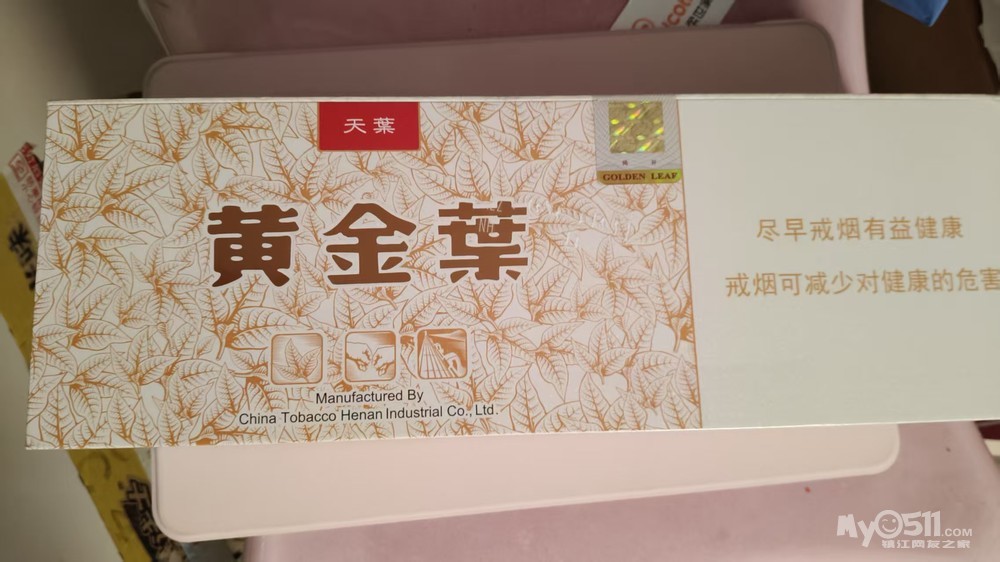 天葉
GOLDEN LEAF
黄金葉
尽早戒烟有益健康
戒烟可减少对健康的危害
Manufactured By
China Tobacco Henan Industrial Co., Ltd.
My0511.COM
镇江网友之家